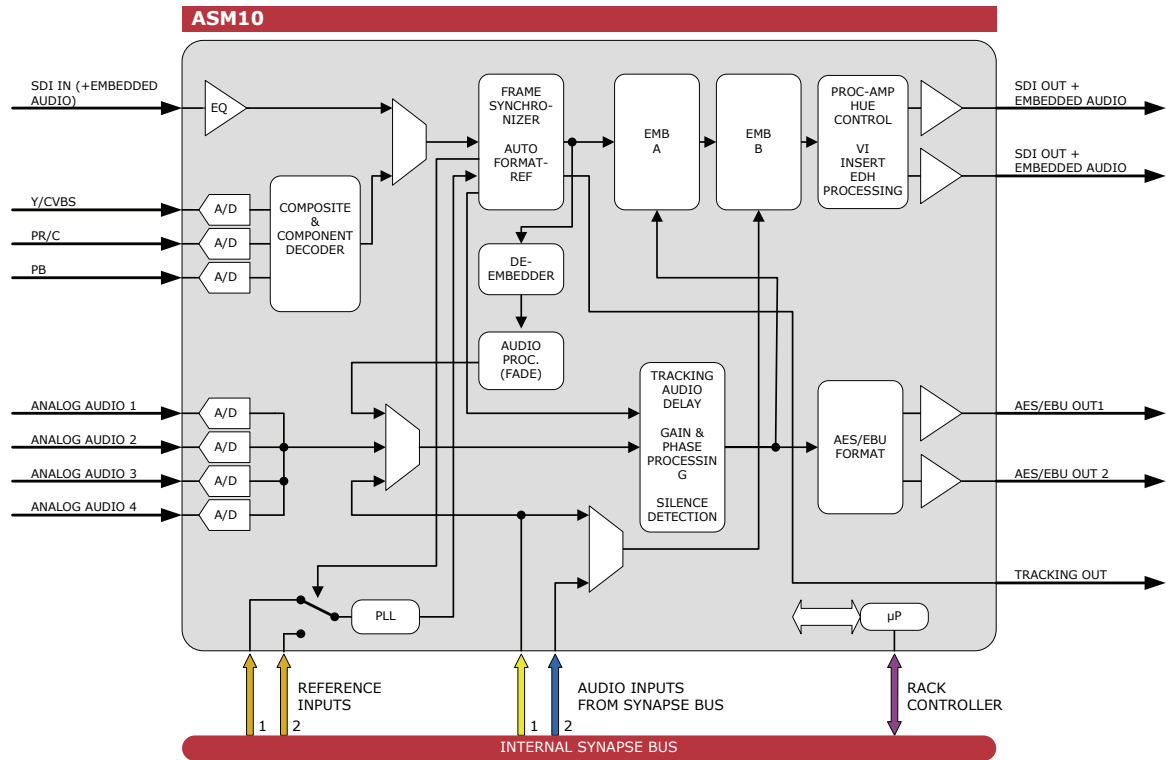 ASM10
SDI IN (+EMBEDDED
AUDIO)
EQ
FRAME
SYNCHRO-
NIZER
AUTO
FORMAT-
REF
EMB
A
EMB
B
PROC-AMP
HUE
CONTROL
VI
INSERT
EDH
PROCESSING
SDI OUT +
EMBEDDED AUDIO
SDI OUT +
EMBEDDED AUDIO
Y/CVBS
A/D
PR/C
A/D
PB
A/D
COMPOSITE
&
COMPONENT
DECODER
DE-
EMBEDDER
AUDIO
PROC.
(FADE)
TRACKING
AUDIO
DELAY
GAIN &
PHASE
PROCESSIN
G
SILENCE
DETECTION
ANALOG AUDIO 1
A/D
ANALOG AUDIO 2
A/D
ANALOG AUDIO 3
A/D
ANALOG AUDIO 4
A/D
AES/EBU
FORMAT
AES/EBU OUT1
AES/EBU OUT 2
TRACKING OUT
PLL
µP
REFERENCE
INPUTS
1
2
AUDIO INPUTS
FROM SYNAPSE BUS
1
2
RACK
CONTROLLER
INTERNAL SYNAPSE BUS